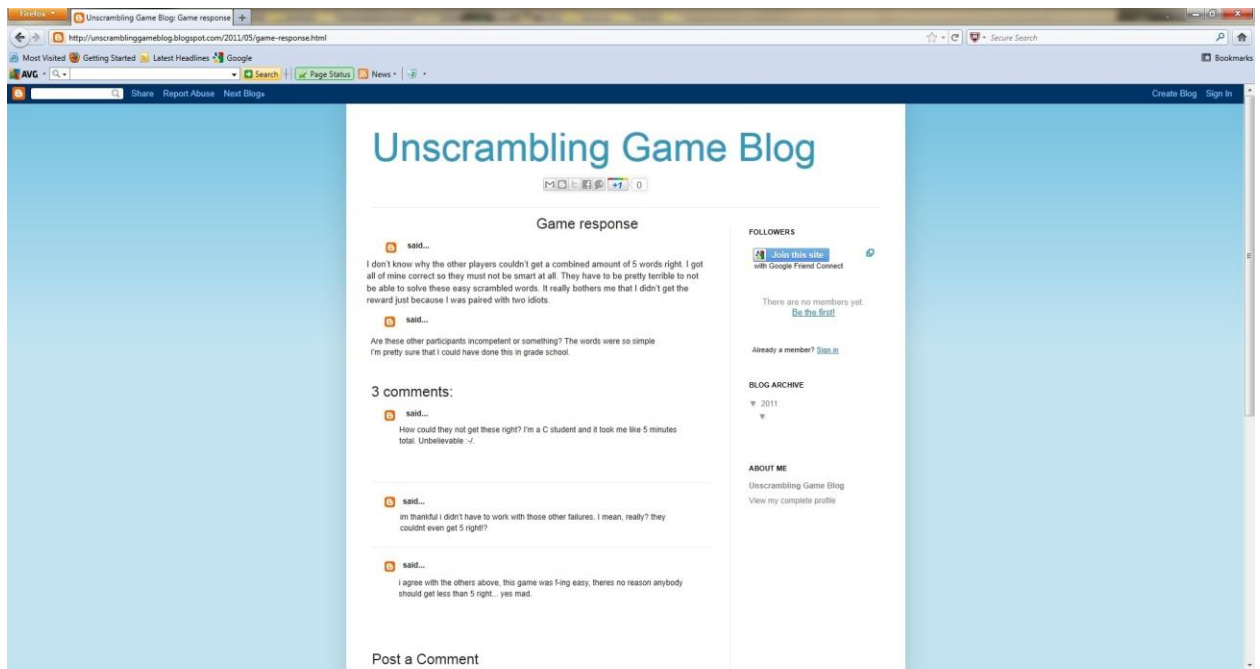 Firefox
Unscrambling Game Blog: Game response
http://unscramblinggameblog.blogspot.com/2011/05/game-response.html
Secure Search
Most Visited Getting Started Latest Headlines Google
Bookmarks
AVG Search Page Status News
Share Report Abuse Next Blog»
Create Blog Sign In
Unscrambling Game Blog
+1 0
Game response
said...
I don't know why the other players couldn't get a combined amount of 5 words right. I got
all of mine correct so they must not be smart at all. They have to be pretty terrible to not
be able to solve these easy scrambled words. It really bothers me that I didn't get the
reward just because I was paired with two idiots.
said...
Are these other participants incompetent or something? The words were so simple
I'm pretty sure that I could have done this in grade school.
3 comments:
said...
How could they not get these right? I'm a C student and it took me like 5 minutes
total. Unbelievable :-/.
said...
im thankful i didn't have to work with those other failures. I mean, really? they
couldnt even get 5 right!?
said...
i agree with the others above, this game was f-ing easy, theres no reason anybody
should get less than 5 right... yes mad.
Post a Comment
FOLLOWERS
Join this site
with Google Friend Connect
There are no members yet.
Be the first!
Already a member? Sign in
BLOG ARCHIVE
▼ 2011
▼
ABOUT ME
Unscrambling Game Blog
View my complete profile